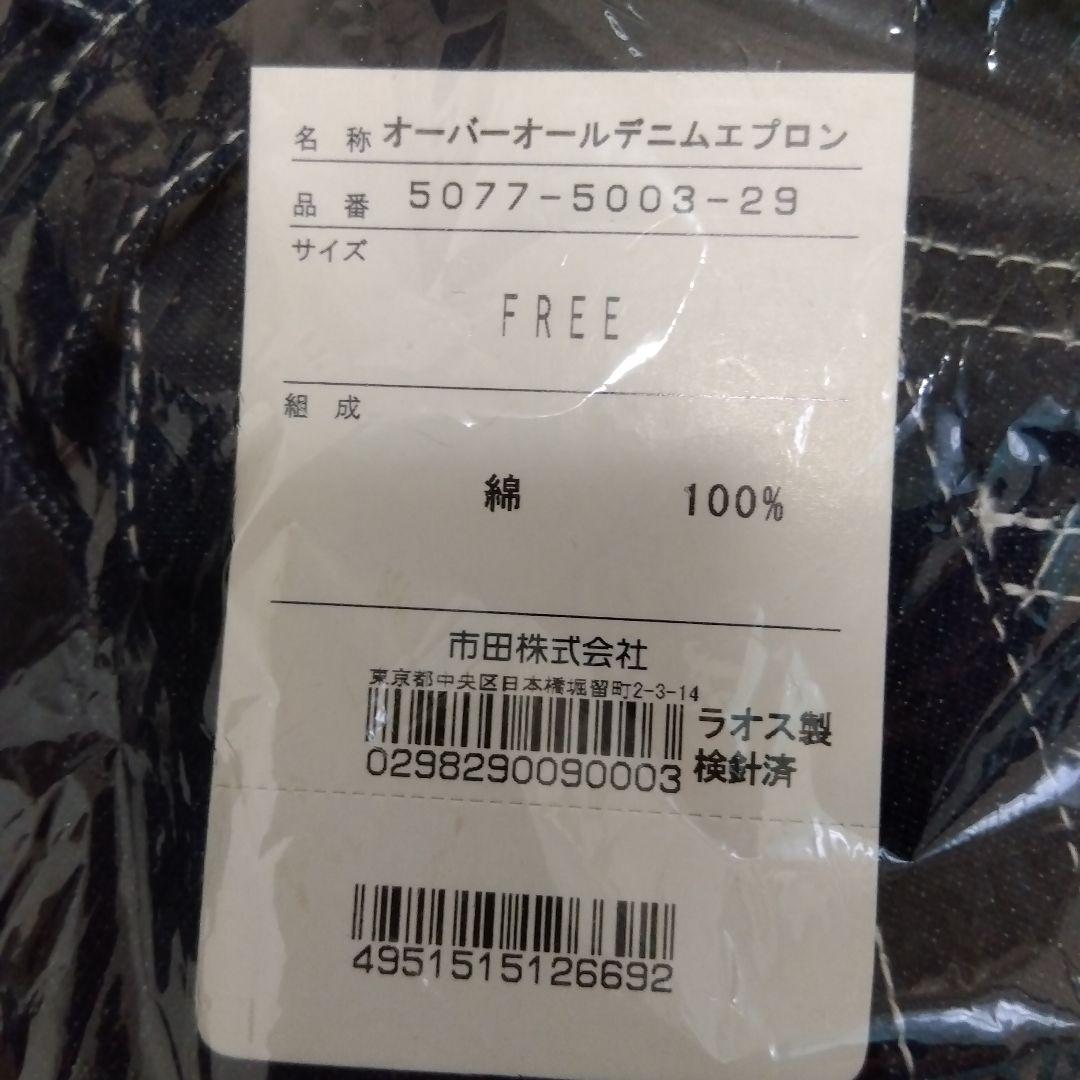 名 称 オーバーオールデニムエプロン
品 番 5077-5003-29
サイズ
FREE
組 成
綿 100%
市田株式会社
東京都中央区日本橋堀留町2-3-14
ラオス製
0298290090003 検針済
4951515126692